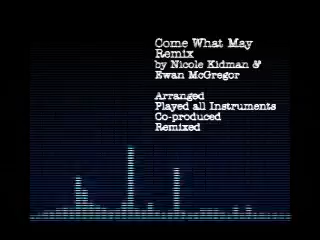 Come What May
Remix
by Nicole Kidman &
Ewan McGregor
Arranged
Played all Instruments
Co-produced
Remixed